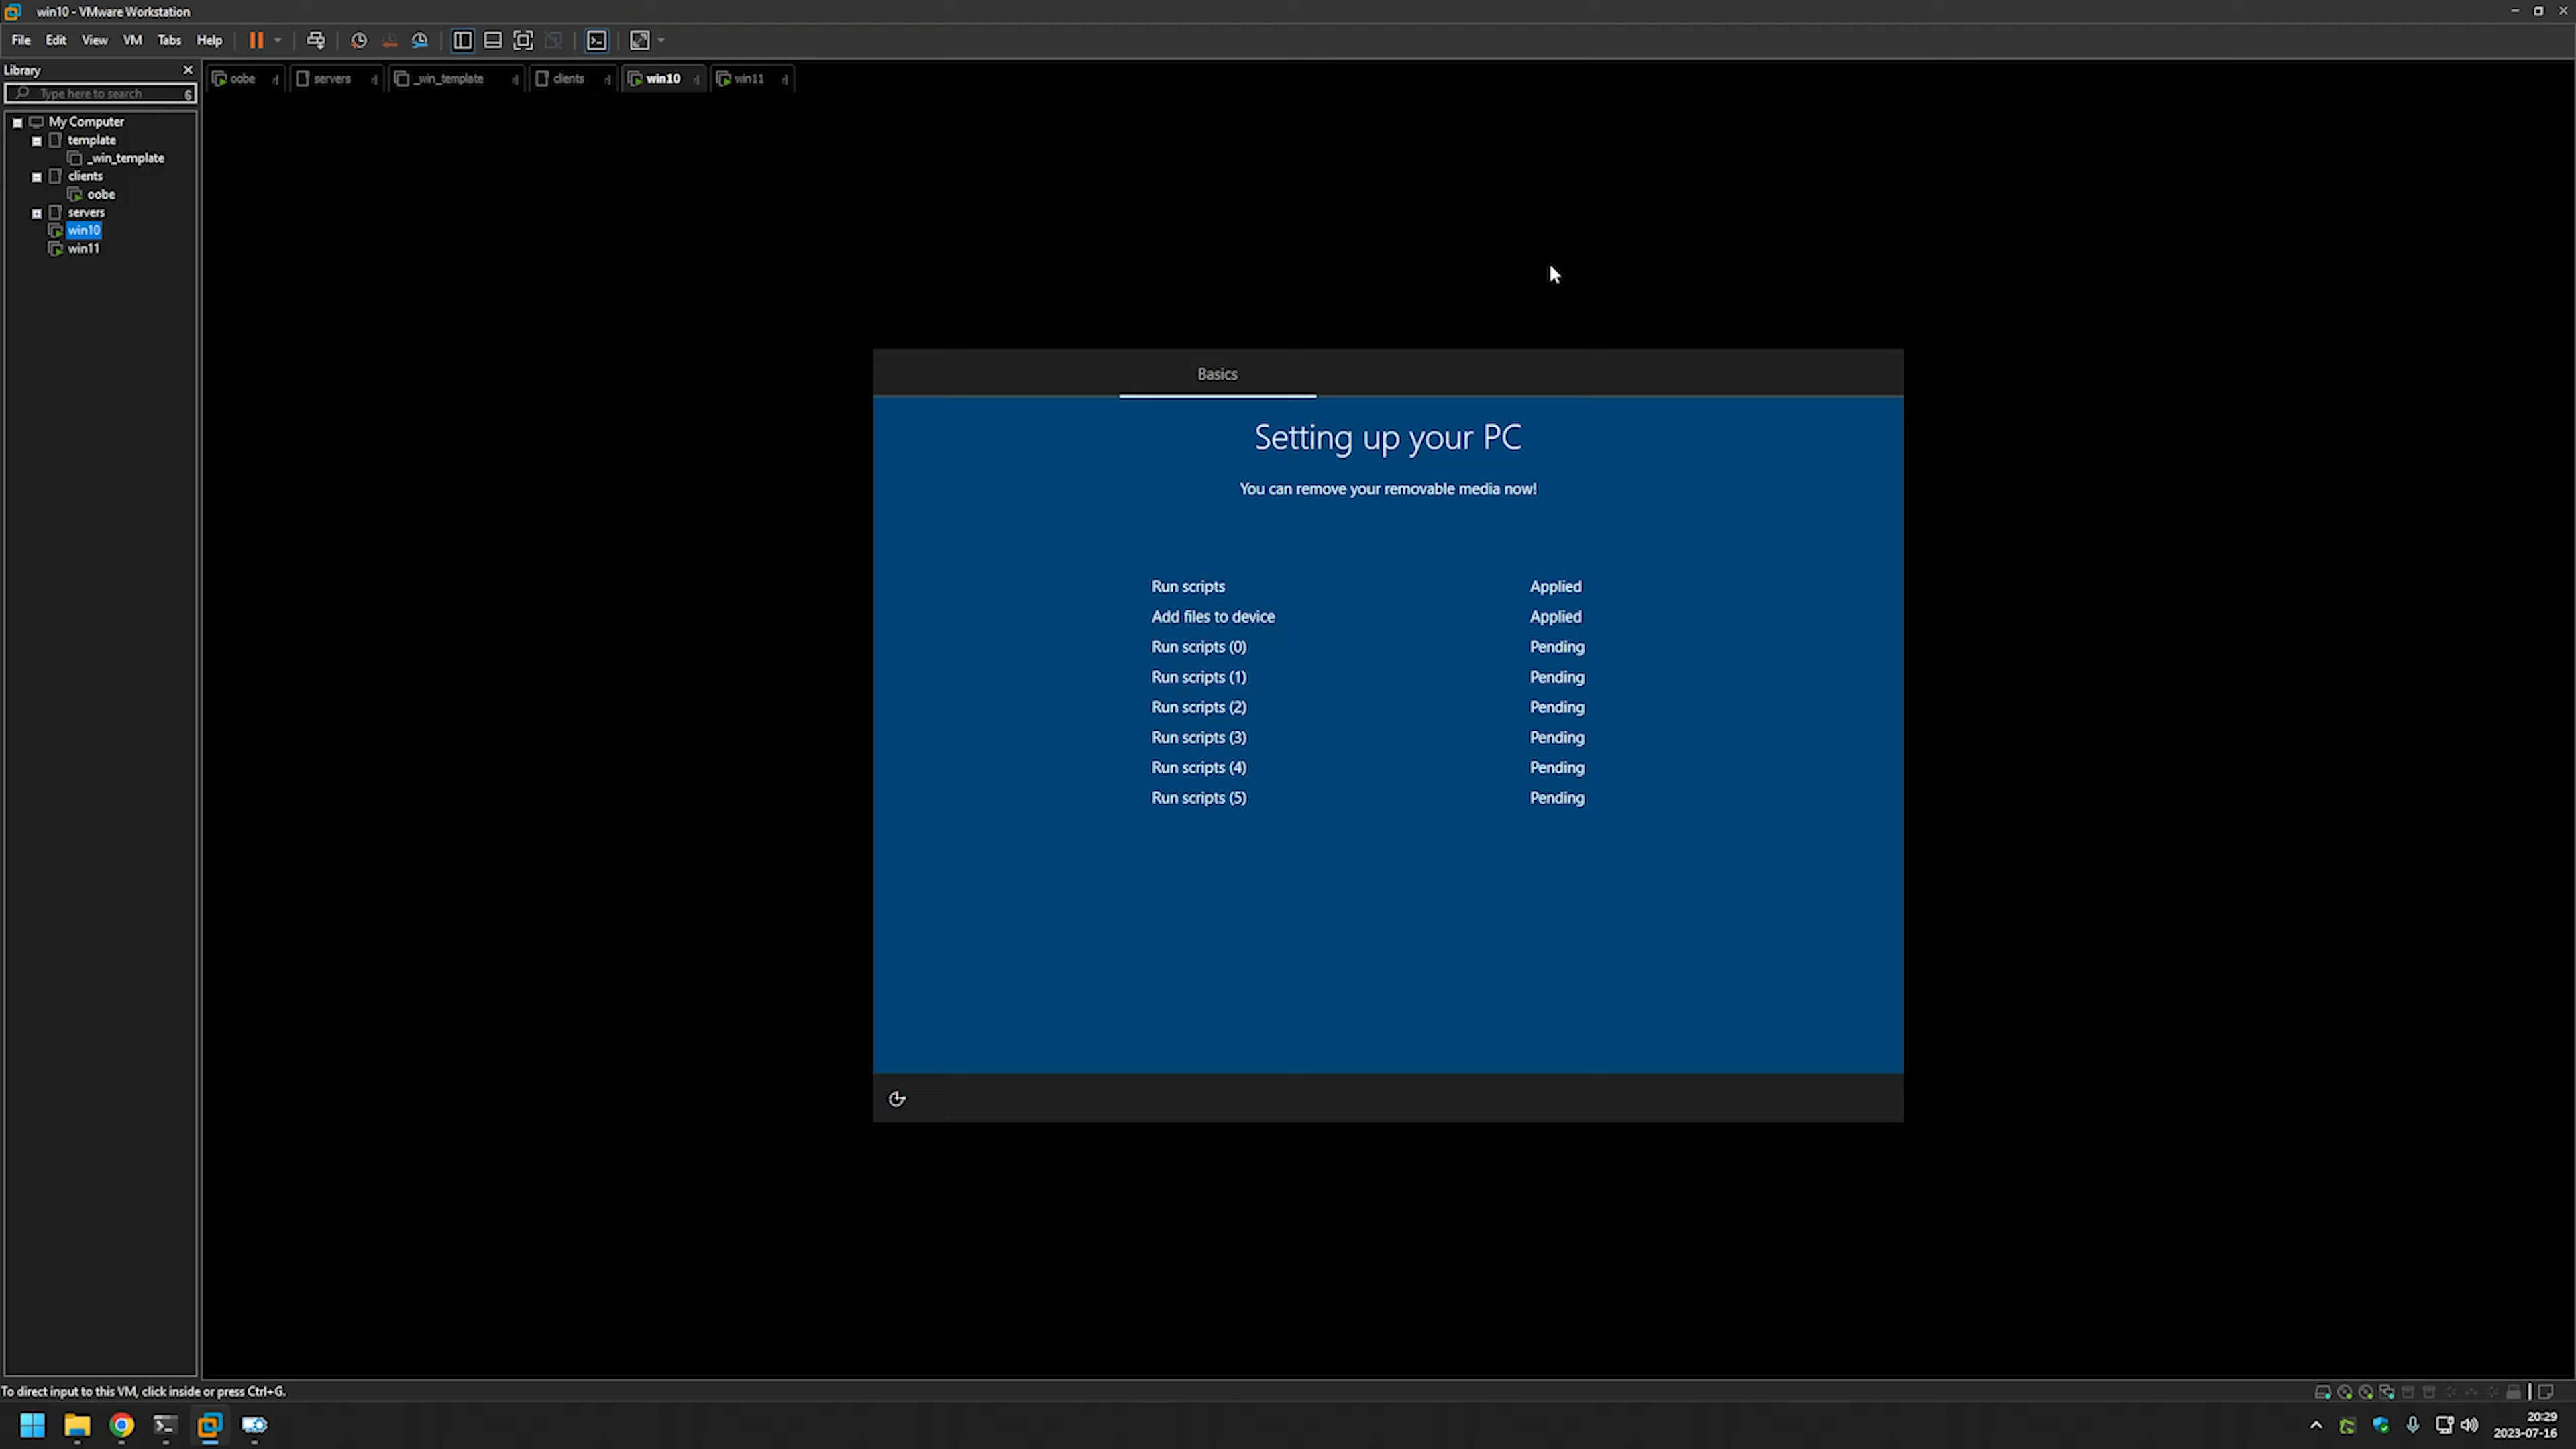 win10 - VMware Workstation
File Edit View VM Tabs Help
Library
Type here to search
oobe servers _win_template clients win10 win11
My Computer
template
_win_template
clients
oobe
servers
win10
win11
Basics
Setting up your PC
You can remove your removable media now!
Run scripts Applied
Add files to device Applied
Run scripts (0) Pending
Run scripts (1) Pending
Run scripts (2) Pending
Run scripts (3) Pending
Run scripts (4) Pending
Run scripts (5) Pending
To direct input to this VM, click inside or press Ctrl+G.
20:29
2023-07-16